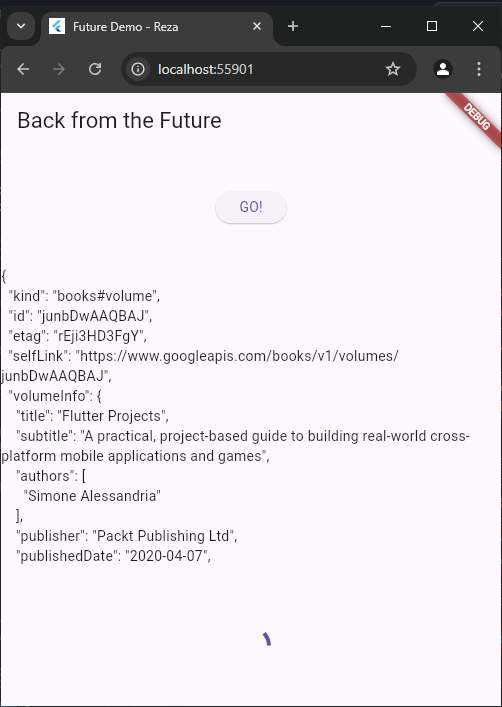 Future Demo - Reza
localhost:55901
DEBUG
Back from the Future
GO!
{
"kind": "books#volume",
"id": "junbDwAAQBAJ",
"etag": "rEji3HD3FgY",
"selfLink": "https://www.googleapis.com/books/v1/volumes/
junbDwAAQBAJ",
"volumeInfo": {
"title": "Flutter Projects",
"subtitle": "A practical, project-based guide to building real-world cross-
platform mobile applications and games",
"authors": [
"Simone Alessandria"
],
"publisher": "Packt Publishing Ltd",
"publishedDate": "2020-04-07",